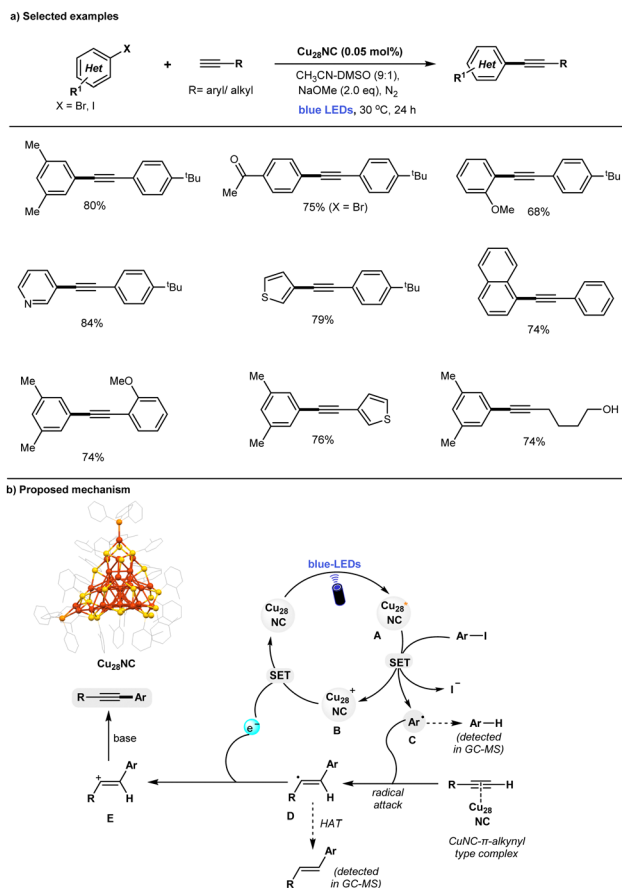 a) Selected examples
X
Het
R¹
X = Br, I
+
R
R= aryl/ alkyl
Cu₂₈NC (0.05 mol%)
CH₃CN-DMSO (9:1),
NaOMe (2.0 eq), N₂
blue LEDs, 30 ºC, 24 h
Het
R¹
R
Me
Me
ᵗBu
80%
O
Me
ᵗBu
75% (X = Br)
OMe
ᵗBu
68%
N
ᵗBu
84%
S
ᵗBu
79%
74%
Me
Me
MeO
74%
Me
Me
S
76%
Me
Me
OH
74%
b) Proposed mechanism
Cu₂₈NC
blue-LEDs
Cu₂₈
NC
Cu₂₈*
NC
A
Ar—I
SET
I⁻
SET
Cu₂₈⁺
NC
B
Ar•
C
Ar—H
(detected
in GC-MS)
R
Ar
base
e⁻
radical
attack
R
H
Cu₂₈
NC
CuNC-π-alkynyl
type complex
Ar
+
R
H
E
Ar
•
R
H
D
HAT
Ar
R
(detected
in GC-MS)